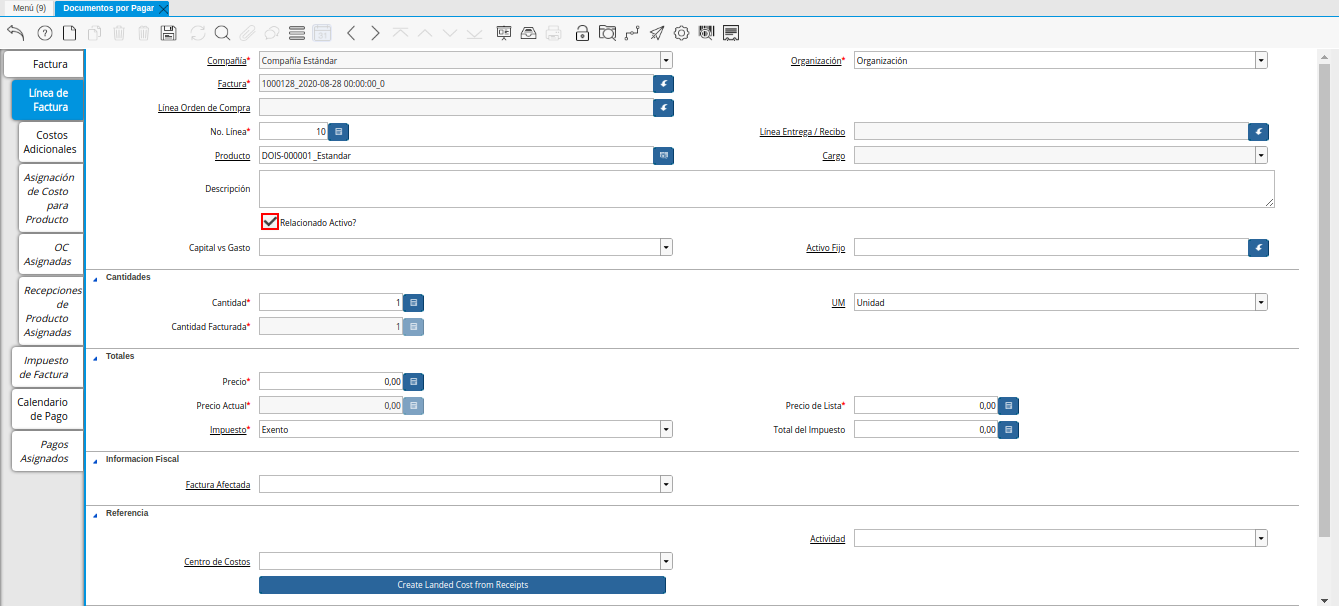 Menú (9) Documentos por Pagar
Factura
Línea de
Factura
Costos
Adicionales
Asignación
de Costo
para
Producto
OC
Asignadas
Recepciones
de
Producto
Asignadas
Impuesto
de Factura
Calendario
de Pago
Pagos
Asignados
Compañía* Compañía Estándar Organización* Organización
Factura* 1000128_2020-08-28 00:00:00_0
Línea Orden de Compra
No. Línea* 10 Línea Entrega / Recibo
Producto DOIS-000001_Estandar Cargo
Descripción
Relacionado Activo?
Capital vs Gasto Activo Fijo
Cantidades
Cantidad* 1 UM Unidad
Cantidad Facturada* 1
Totales
Precio* 0,00
Precio Actual* 0,00 Precio de Lista* 0,00
Impuesto* Exento Total del Impuesto 0,00
Informacion Fiscal
Factura Afectada
Referencia
Actividad
Centro de Costos
Create Landed Cost from Receipts